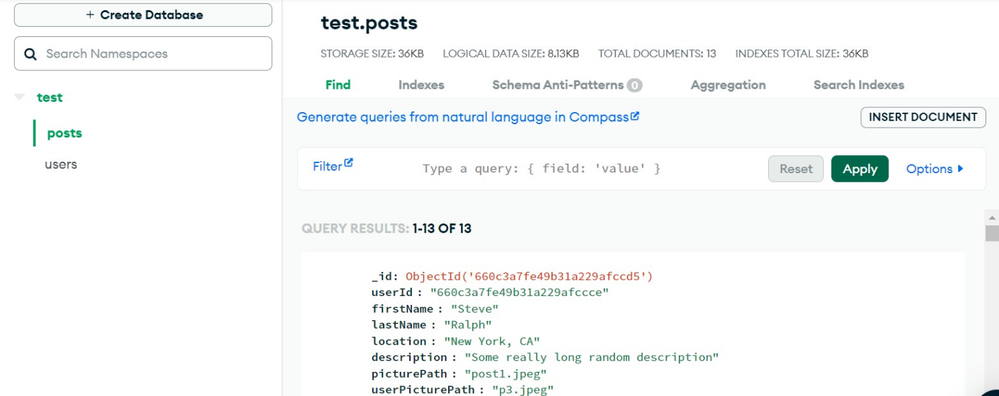 + Create Database
Search Namespaces
test
posts
users
test.posts
STORAGE SIZE: 36KB LOGICAL DATA SIZE: 8.13KB TOTAL DOCUMENTS: 13 INDEXES TOTAL SIZE: 36KB
Find Indexes Schema Anti-Patterns 0 Aggregation Search Indexes
Generate queries from natural language in Compass
INSERT DOCUMENT
Filter Type a query: { field: 'value' } Reset Apply Options
QUERY RESULTS: 1-13 OF 13
_id: ObjectId('660c3a7fe49b31a229afccd5')
userId : "660c3a7fe49b31a229afccce"
firstName : "Steve"
lastName : "Ralph"
location : "New York, CA"
description : "Some really long random description"
picturePath : "post1.jpeg"
userPicturePath : "p3.jpeg"